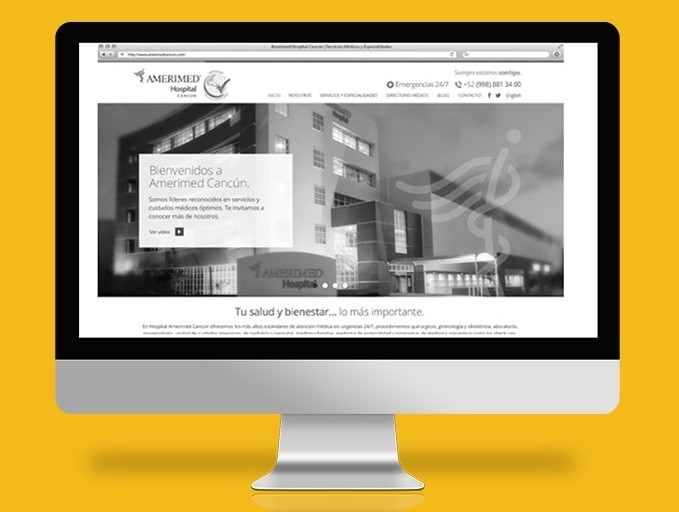 Amerimed Hospital Cancún | Servicios Médicos y Especialidades
http://www.amerimedcancun.com/
Siempre estamos contigo.
AMERIMED
Hospital
CANCÚN
Emergencias 24/7
+52 (998) 881 34 00
INICIO NOSOTROS SERVICIOS Y ESPECIALIDADES DIRECTORIO MÉDICO BLOG CONTACTO English
Bienvenidos a
Amerimed Cancún.
Somos líderes reconocidos en servicios y
cuidados médicos óptimos. Te invitamos a
conocer más de nosotros.
Ver video
AMERIMED
Hospital
Tu salud y bienestar... lo más importante.
En Hospital Amerimed Cancún ofrecemos los más altos estándares de atención médica en urgencias 24/7, procedimientos quirúrgicos, ginecología y obstetricia, laboratorio,